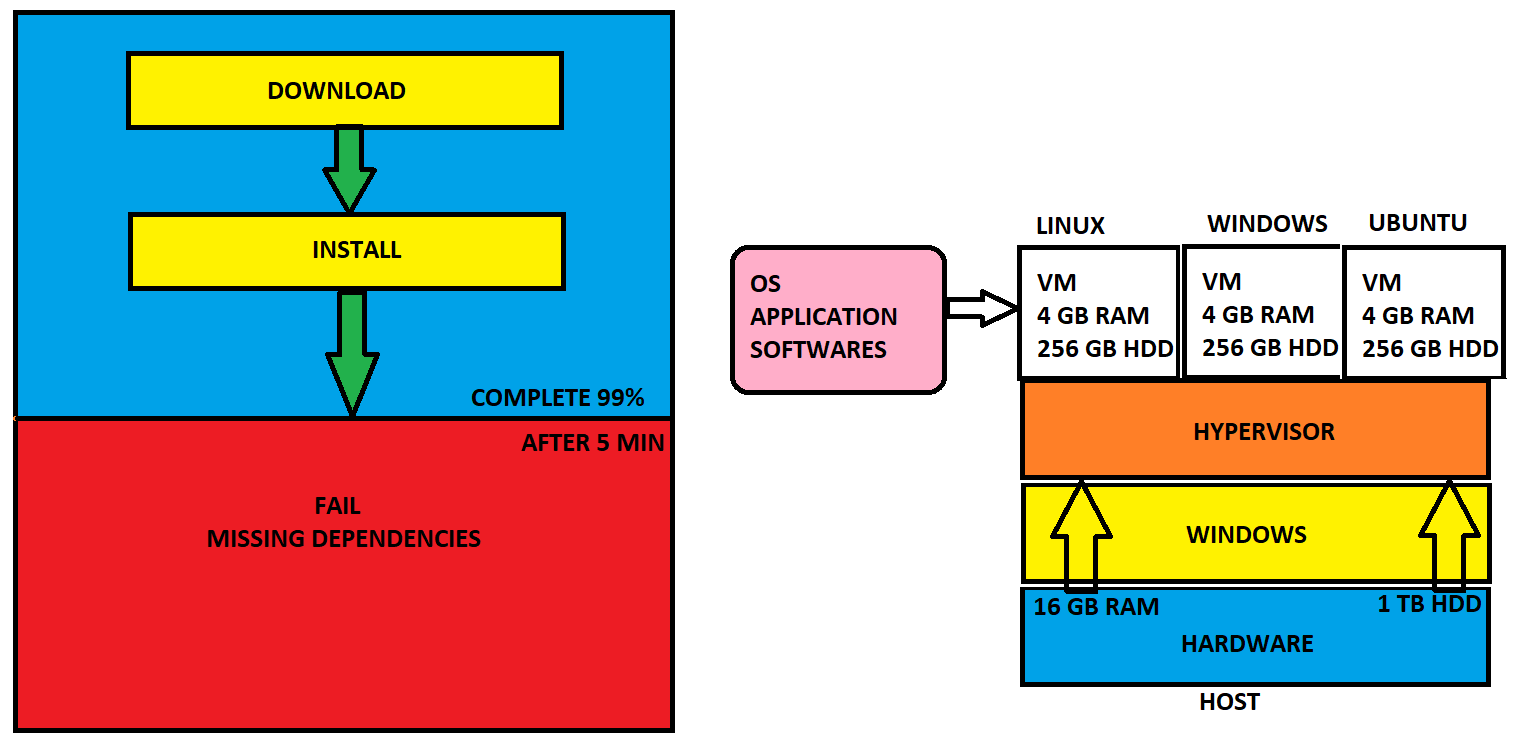 DOWNLOAD
INSTALL
COMPLETE 99%
AFTER 5 MIN
FAIL
MISSING DEPENDENCIES
OS
APPLICATION
SOFTWARES
LINUX
WINDOWS
UBUNTU
VM
4 GB RAM
256 GB HDD
VM
4 GB RAM
256 GB HDD
VM
4 GB RAM
256 GB HDD
HYPERVISOR
WINDOWS
16 GB RAM
1 TB HDD
HARDWARE
HOST